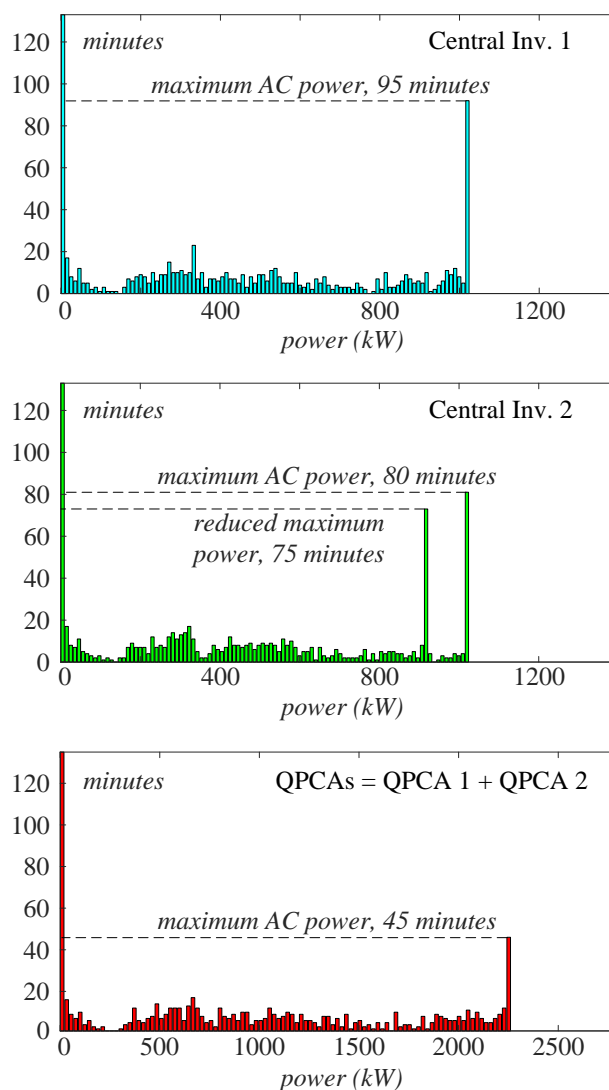 120
minutes
Central Inv. 1
maximum AC power, 95 minutes
100
80
60
40
20
0
0
400
800
1200
power (kW)
120
minutes
Central Inv. 2
100
maximum AC power, 80 minutes
80
reduced maximum
power, 75 minutes
60
40
20
0
0
400
800
1200
power (kW)
120
minutes
QPCAs = QPCA 1 + QPCA 2
100
80
60
maximum AC power, 45 minutes
40
20
0
0
500
1000
1500
2000
2500
power (kW)